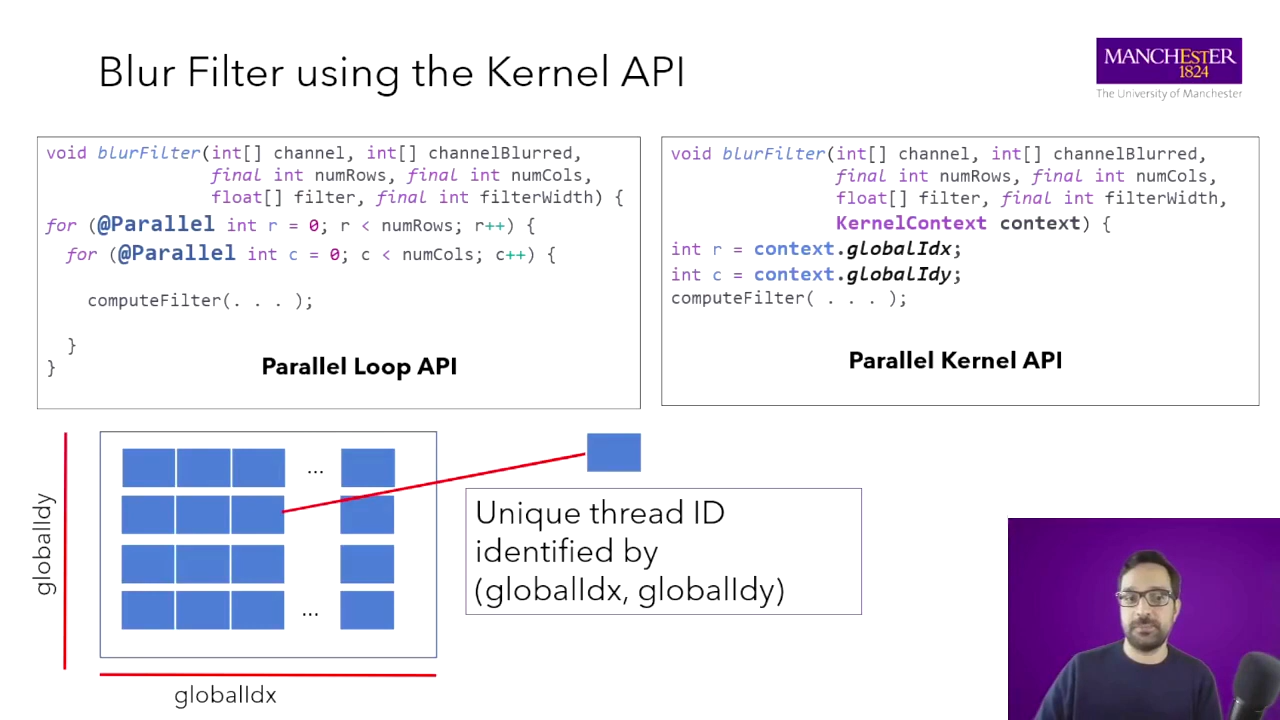 Blur Filter using the Kernel API
MANCHESTER
1824
The University of Manchester
void blurFilter(int[] channel, int[] channelBlurred,
final int numRows, final int numCols,
float[] filter, final int filterWidth) {
for (@Parallel int r = 0; r < numRows; r++) {
for (@Parallel int c = 0; c < numCols; c++) {
computeFilter(. . . );
}
}
Parallel Loop API
void blurFilter(int[] channel, int[] channelBlurred,
final int numRows, final int numCols,
float[] filter, final int filterWidth,
KernelContext context) {
int r = context.globalIdx;
int c = context.globalIdy;
computeFilter( . . . );
Parallel Kernel API
globalIdy
...
...
globalIdx
Unique thread ID
identified by
(globalIdx, globalIdy)